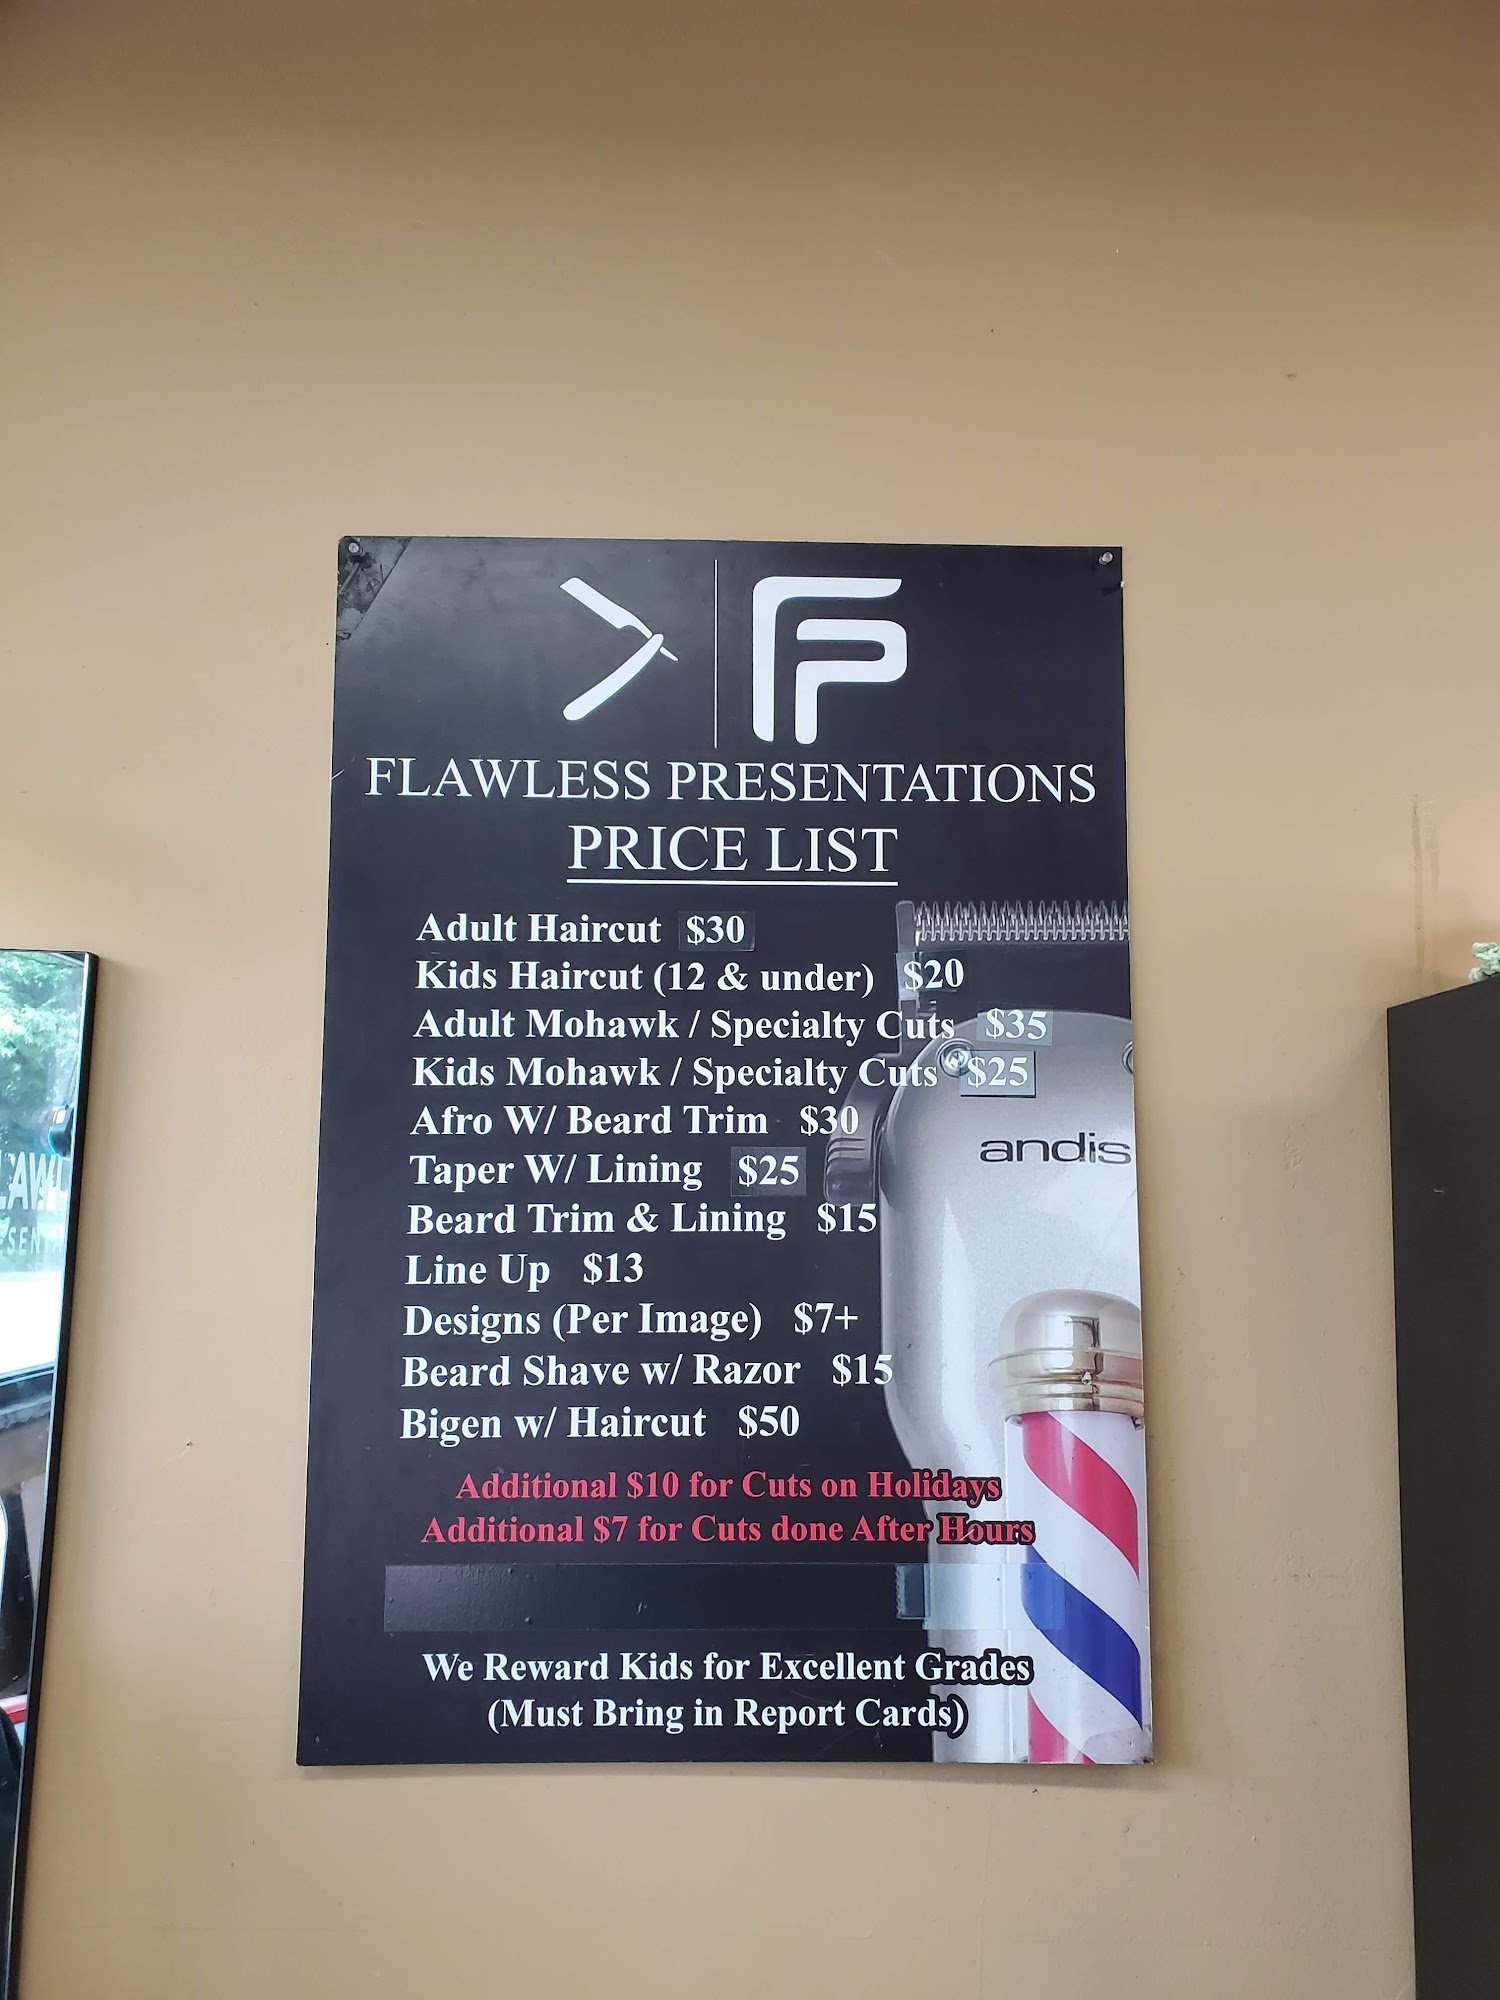 FP
FLAWLESS PRESENTATIONS
PRICE LIST
Adult Haircut $30
Kids Haircut (12 & under) $20
Adult Mohawk / Specialty Cuts $35
Kids Mohawk / Specialty Cuts $25
Afro W/ Beard Trim $30
Taper W/ Lining $25
Beard Trim & Lining $15
Line Up $13
Designs (Per Image) $7+
Beard Shave w/ Razor $15
Bigen w/ Haircut $50
andis
Additional $10 for Cuts on Holidays
Additional $7 for Cuts done After Hours
We Reward Kids for Excellent Grades
(Must Bring in Report Cards)